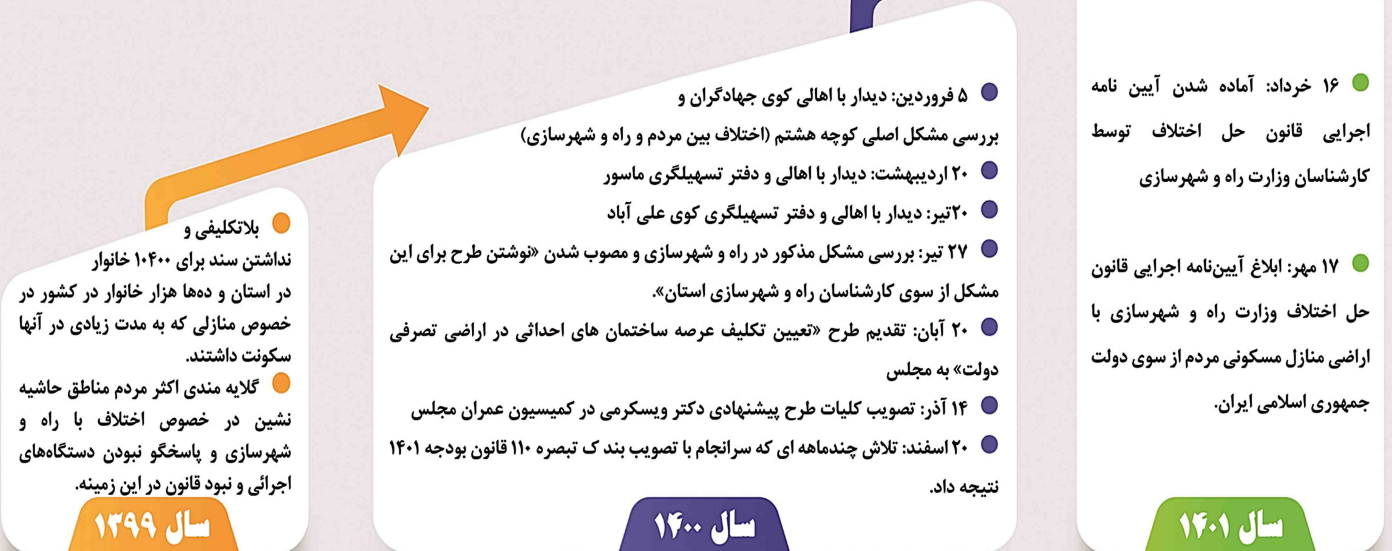 بلاتکلیفی و
نداشتن سند برای ۱۰۴۰۰ خانوار
در استان و ده‌ها هزار خانوار در کشور در
خصوص منازلی که به مدت زیادی در آنها
سکونت داشتند.
گلایه مندی اکثر مردم مناطق حاشیه
نشین در خصوص اختلاف با راه و
شهرسازی و پاسخگو نبودن دستگاه‌های
اجرائی و نبود قانون در این زمینه.
سال ۱۳۹۹
۵ فروردین: دیدار با اهالی کوی جهادگران و
بررسی مشکل اصلی کوچه هشتم (اختلاف بین مردم و راه و شهرسازی)
۲۰ اردیبهشت: دیدار با اهالی و دفتر تسهیلگری ماسور
۲۰تیر: دیدار با اهالی و دفتر تسهیلگری کوی علی آباد
۲۷ تیر: بررسی مشکل مذکور در راه و شهرسازی و مصوب شدن «نوشتن طرح برای این
مشکل از سوی کارشناسان راه و شهرسازی استان».
۲۰ آبان: تقدیم طرح «تعیین تکلیف عرصه ساختمان های احداثی در اراضی تصرفی
دولت» به مجلس
۱۴ آذر: تصویب کلیات طرح پیشنهادی دکتر ویسکرمی در کمیسیون عمران مجلس
۲۰ اسفند: تلاش چندماهه ای که سرانجام با تصویب بند ک تبصره ۱۱۰ قانون بودجه ۱۴۰۱
نتیجه داد.
سال ۱۴۰۰
۱۶ خرداد: آماده شدن آیین نامه
اجرایی قانون حل اختلاف توسط
کارشناسان وزارت راه و شهرسازی
۱۷ مهر: ابلاغ آیین‌نامه اجرایی قانون
حل اختلاف وزارت راه و شهرسازی با
اراضی منازل مسکونی مردم از سوی دولت
جمهوری اسلامی ایران.
سال ۱۴۰۱